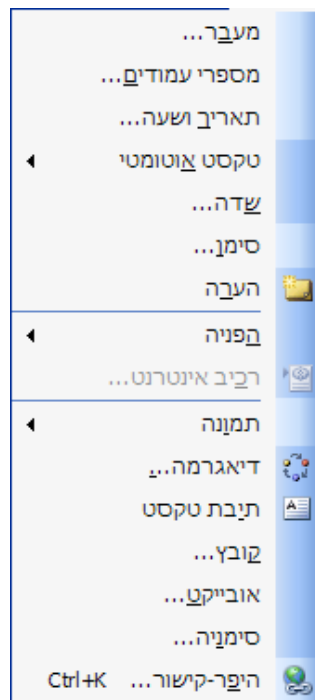 מעבר...
מספרי עמודים...
תאריך ושעה...
טקסט אוטומטי
שדה...
סימן...
הערה
הפניה
רכיב אינטרנט...
תמונה
דיאגרמה...
תיבת טקסט
קובץ...
אובייקט...
סימניה...
היפר-קישור... Ctrl+K